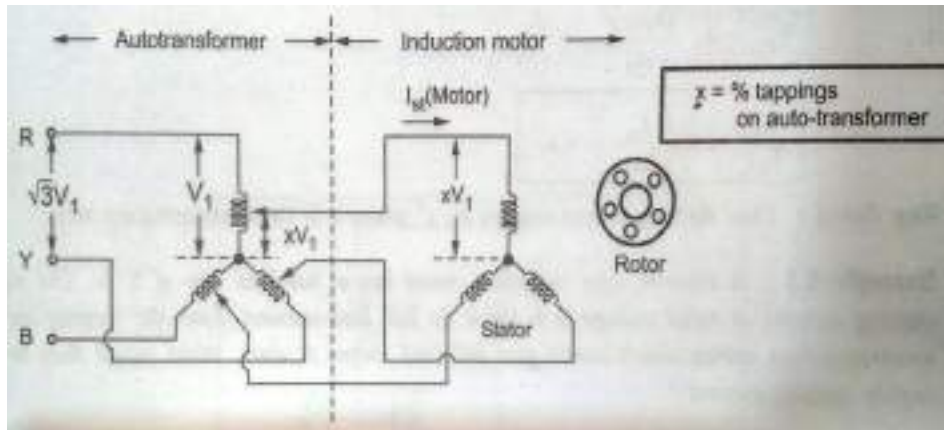 Autotransformer
Induction motor
x = % tappings
on auto-transformer
Ist(Motor)
R
√3V1
V1
xV1
xV1
Y
Rotor
B
Stator